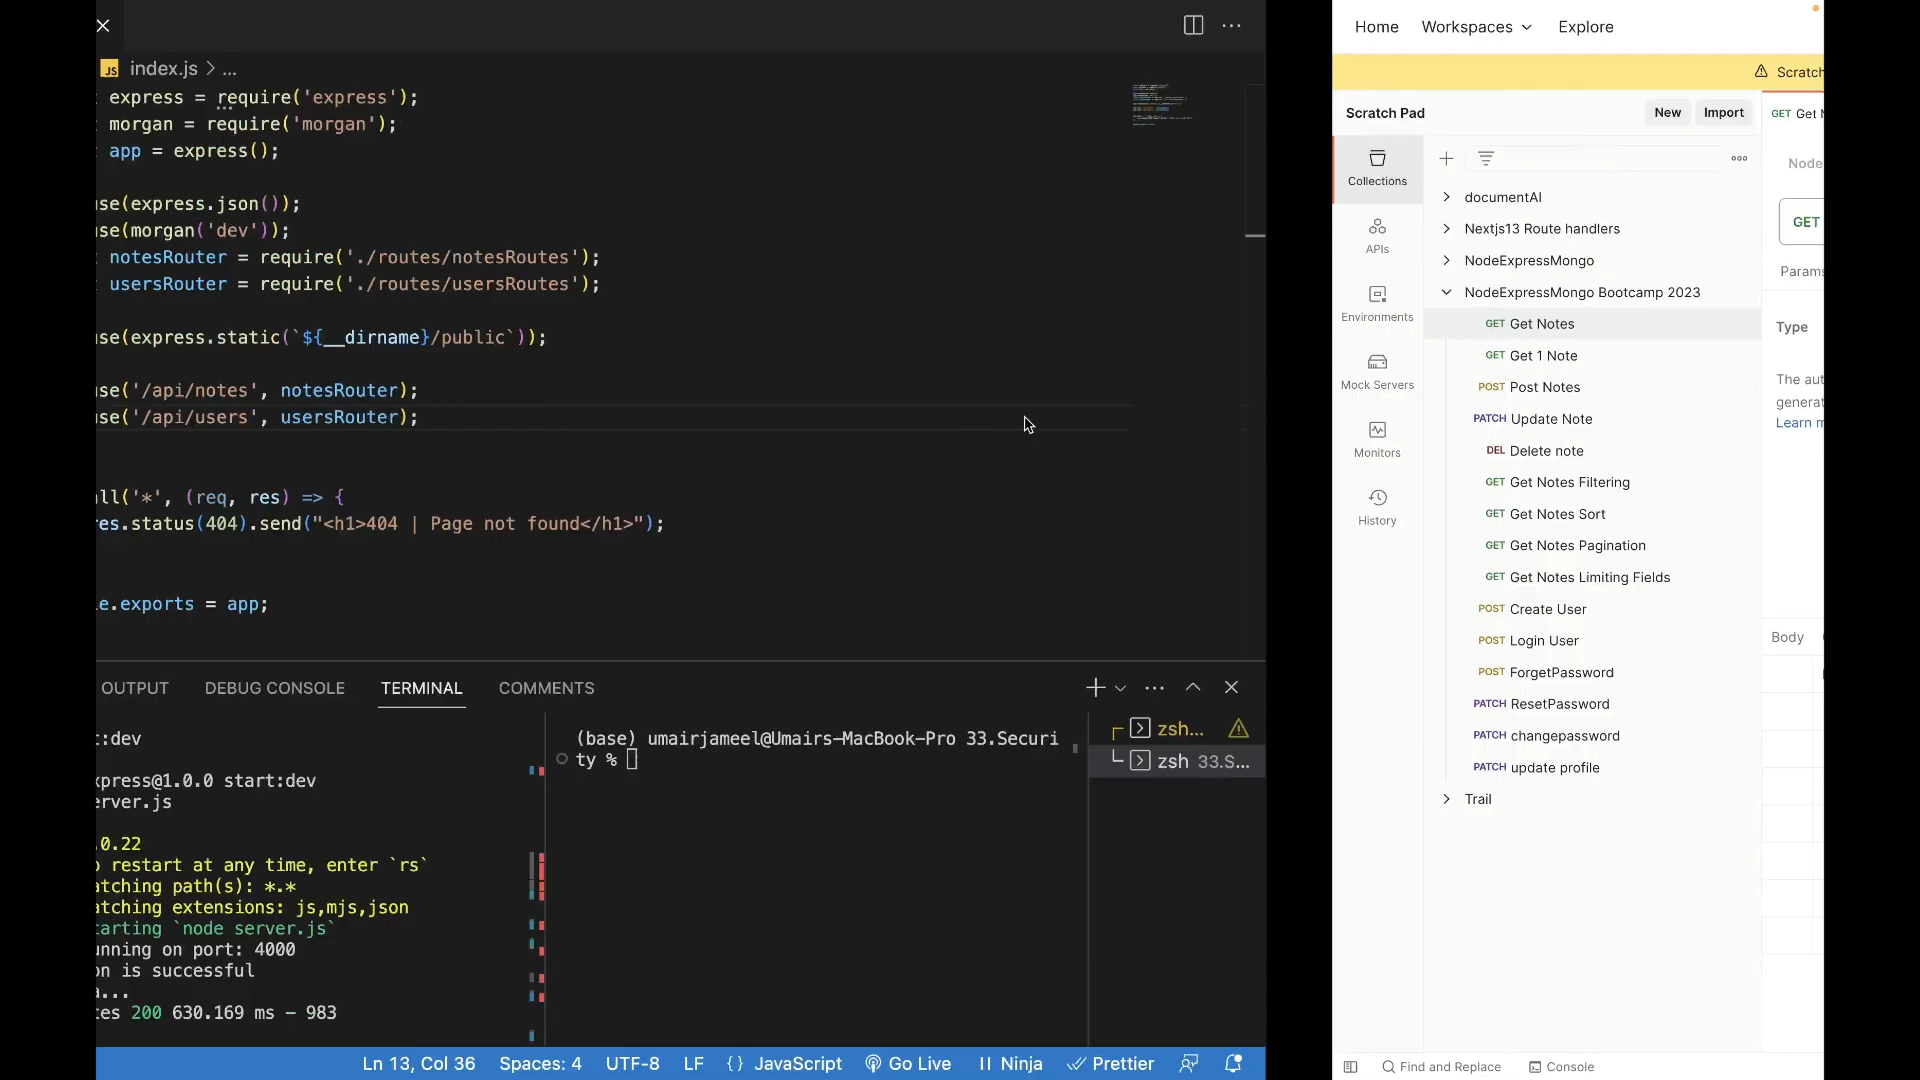 index.js > ...
express = require('express');
morgan = require('morgan');
app = express();
use(express.json());
use(morgan('dev'));
notesRouter = require('./routes/notesRoutes');
usersRouter = require('./routes/usersRoutes');
use(express.static(`${__dirname}/public`));
use('/api/notes', notesRouter);
use('/api/users', usersRouter);
ll('*', (req, res) => {
res.status(404).send("<h1>404 | Page not found</h1>");
e.exports = app;
OUTPUT DEBUG CONSOLE TERMINAL COMMENTS
t:dev
xpress@1.0.0 start:dev
erver.js
.0.22
o restart at any time, enter `rs`
atching path(s): *.*
atching extensions: js,mjs,json
tarting `node server.js`
unning on port: 4000
on is successful
a...
tes 200 630.169 ms - 983
(base) umairjameel@Umairs-MacBook-Pro 33.Securi
ty %
zsh...
zsh 33.S...
Ln 13, Col 36 Spaces: 4 UTF-8 LF {} JavaScript Go Live Ninja Prettier
Home Workspaces Explore
Scratch
Scratch Pad New Import
Collections
APIs
Environments
Mock Servers
Monitors
History
documentAI
Nextjs13 Route handlers
NodeExpressMongo
NodeExpressMongo Bootcamp 2023
GET Get Notes
GET Get 1 Note
POST Post Notes
PATCH Update Note
DEL Delete note
GET Get Notes Filtering
GET Get Notes Sort
GET Get Notes Pagination
GET Get Notes Limiting Fields
POST Create User
POST Login User
POST ForgetPassword
PATCH ResetPassword
PATCH changepassword
PATCH update profile
Trail
GET Get N
Node
GET
Params
Type
The aut
generat
Learn m
Body
Find and Replace Console